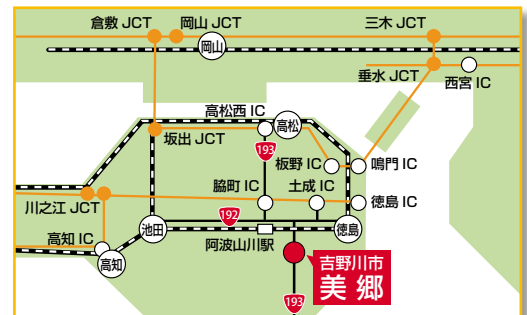 倉敷 JCT
岡山 JCT
三木 JCT
岡山
垂水 JCT
西宮 IC
高松西 IC
高松
坂出 JCT
193
板野 IC
鳴門 IC
脇町 IC
土成 IC
川之江 JCT
192
徳島 IC
高知 IC
池田
阿波山川駅
徳島
高知
吉野川市
美郷
193